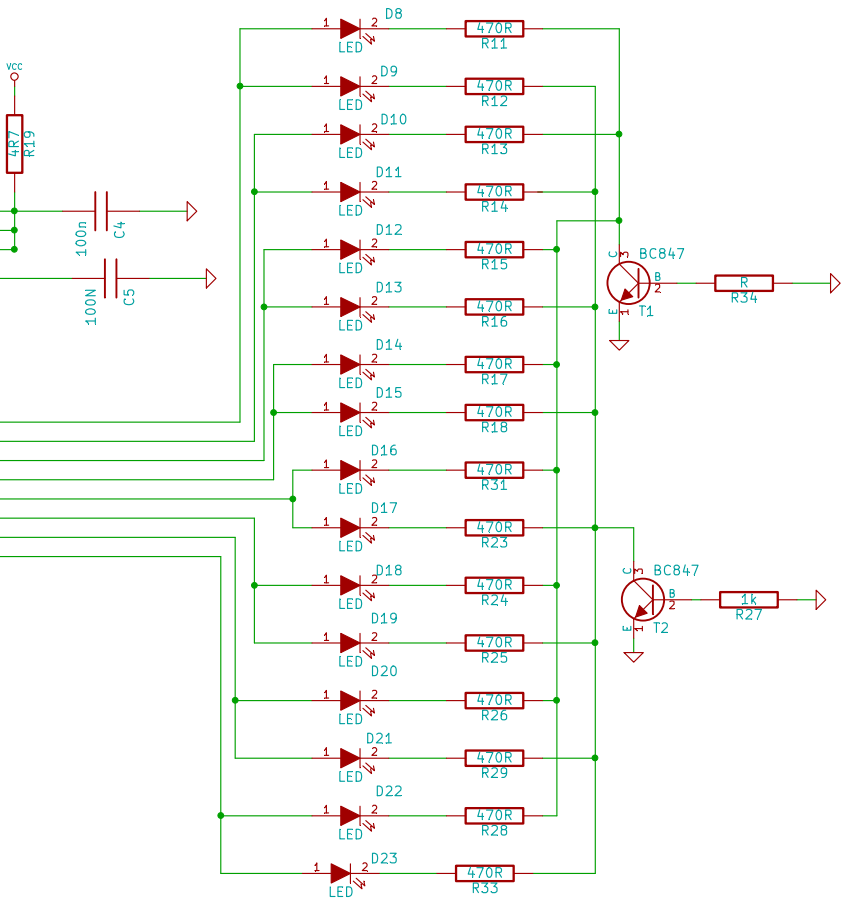 D8
1 2
LED
470R
R11
D9
1 2
LED
470R
R12
VCC
4R7
R19
D10
1 2
LED
470R
R13
D11
1 2
LED
470R
R14
100n
C4
D12
1 2
LED
470R
R15
C
3
BC847
B
2
E
1
T1
R
R34
100N
C5
D13
1 2
LED
470R
R16
D14
1 2
LED
470R
R17
D15
1 2
LED
470R
R18
D16
1 2
LED
470R
R31
D17
1 2
LED
470R
R23
C
3
BC847
B
2
E
1
T2
1k
R27
D18
1 2
LED
470R
R24
D19
1 2
LED
470R
R25
D20
1 2
LED
470R
R26
D21
1 2
LED
470R
R29
D22
1 2
LED
470R
R28
D23
1 2
LED
470R
R33